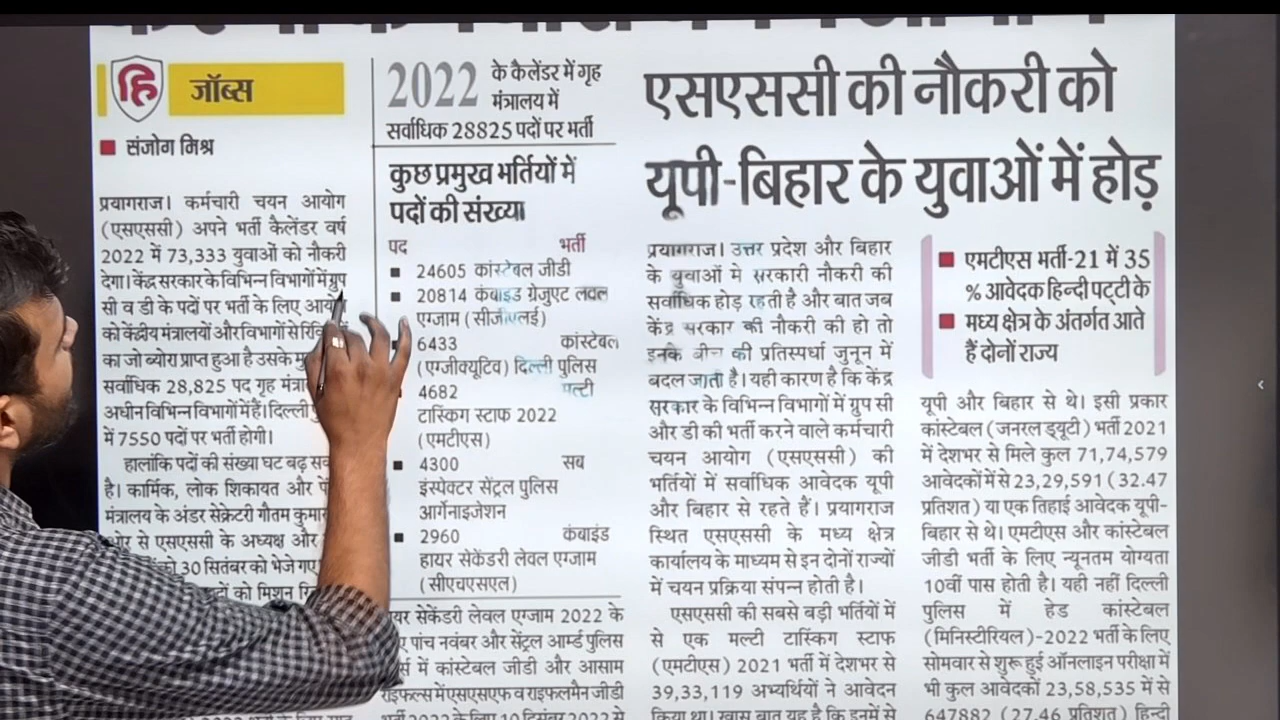 हि
जॉब्स
संजोग मिश्र
प्रयागराज। कर्मचारी चयन आयोग
(एसएससी) अपने भर्ती कैलेंडर वर्ष
2022 में 73,333 युवाओं को नौकरी
देगा। केंद्र सरकार के विभिन्न विभागों में ग्रुप
सी व डी के पदों पर भर्ती के लिए
को केंद्रीय मंत्रालयों और विभागों से
का जो ब्योरा प्राप्त हुआ है उसके
सर्वाधिक 28,825 पद गृह
अधीन विभिन्न विभागों में हैं। दिल्ली
में 7550 पदों पर भर्ती होगी।
हालांकि पदों की संख्या घट बढ़
है। कार्मिक, लोक शिकायत और
मंत्रालय के अंडर सेक्रेटरी गौतम
से एसएससी के अध्यक्ष और
को 30 सितंबर को भेजे गए
को मिशन
2022 के कैलेंडर में गृह
मंत्रालय में
सर्वाधिक 28825 पदों पर भर्ती
कुछ प्रमुख भर्तियों में
पदों की संख्या
पद भर्ती
24605 कांस्टेबल जीडी
20814 कंबाइंड ग्रेजुएट लेवल
एग्जाम (सीजीएलई)
6433 कांस्टेबल
(एग्जीक्यूटिव) दिल्ली पुलिस
4682 मल्टी
टास्किंग स्टाफ 2022
(एमटीएस)
4300 सब
इंस्पेक्टर सेंट्रल पुलिस
आर्गेनाइजेशन
2960 कंबाइंड
हायर सेकेंडरी लेवल एग्जाम
(सीएचएसएल)
सेकेंडरी लेवल एग्जाम 2022 के
पांच नवंबर और सेंट्रल आर्म्ड पुलिस
में कांस्टेबल जीडी और आसाम
राइफल्स में एसएसएफ व राइफलमैन जीडी
एसएससी की नौकरी को
यूपी-बिहार के युवाओं में होड़
प्रयागराज। उत्तर प्रदेश और बिहार
के युवाओं में सरकारी नौकरी की
सर्वाधिक होड़ रहती है और बात जब
केंद्र सरकार की नौकरी की हो तो
इनके बीच की प्रतिस्पर्धा जुनून में
बदल जाती है। यही कारण है कि केंद्र
सरकार के विभिन्न विभागों में ग्रुप सी
और डी की भर्ती करने वाले कर्मचारी
चयन आयोग (एसएससी) की
भर्तियों में सर्वाधिक आवेदक यूपी
और बिहार से रहते हैं। प्रयागराज
स्थित एसएससी के मध्य क्षेत्र
कार्यालय के माध्यम से इन दोनों राज्यों
में चयन प्रक्रिया संपन्न होती है।
एसएससी की सबसे बड़ी भर्तियों में
से एक मल्टी टास्किंग स्टाफ
(एमटीएस) 2021 भर्ती में देशभर से
39,33,119 अभ्यर्थियों ने आवेदन
किया था। खास बात यह है कि इनमें से
एमटीएस भर्ती-21 में 35
% आवेदक हिन्दी पट्टी के
मध्य क्षेत्र के अंतर्गत आते
हैं दोनों राज्य
यूपी और बिहार से थे। इसी प्रकार
कांस्टेबल (जनरल ड्यूटी) भर्ती 2021
में देशभर से मिले कुल 71,74,579
आवेदकों में से 23,29,591 (32.47
प्रतिशत) या एक तिहाई आवेदक यूपी-
बिहार से थे। एमटीएस और कांस्टेबल
जीडी भर्ती के लिए न्यूनतम योग्यता
10वीं पास होती है। यही नहीं दिल्ली
पुलिस में हेड कांस्टेबल
(मिनिस्टीरियल)-2022 भर्ती के लिए
सोमवार से शुरू हुई ऑनलाइन परीक्षा में
भी कुल आवेदकों 23,58,535 में से
647882 (27.46 प्रतिशत) हिन्दी